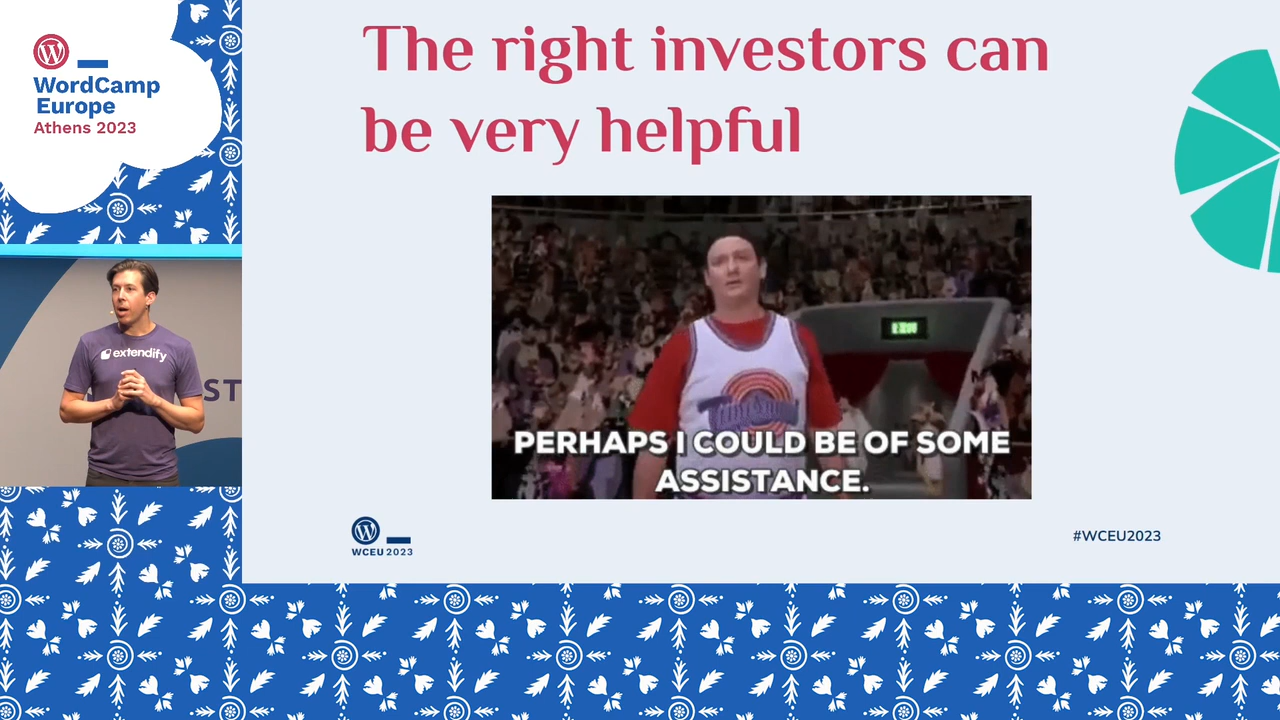 WordCamp
Europe
Athens 2023
The right investors can
be very helpful
extendify
ST
PERHAPS I COULD BE OF SOME
ASSISTANCE.
WCEU 2023
#WCEU2023